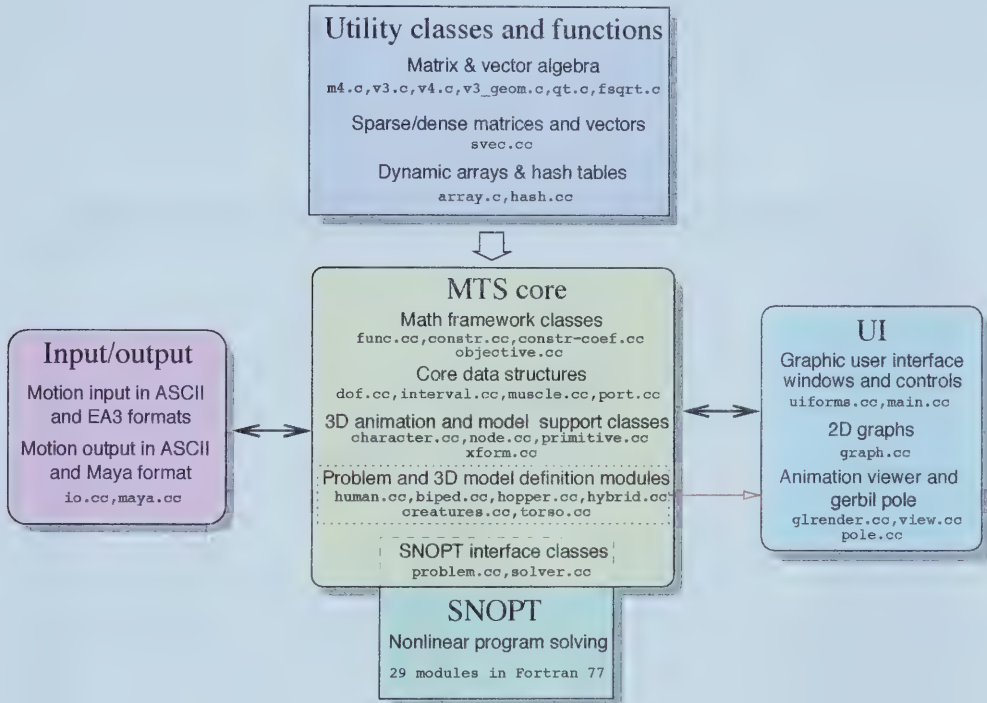 Utility classes and functions
Matrix & vector algebra
m4.c,v3.c,v4.c,v3_geom.c,qt.c,fsqrt.c
Sparse/dense matrices and vectors
svec.cc
Dynamic arrays & hash tables
array.c,hash.cc
MTS core
Math framework classes
func.cc,constr.cc,constr-coef.cc
objective.cc
Core data structures
dof.cc,interval.cc,muscle.cc,port.cc
3D animation and model support classes
character.cc,node.cc,primitive.cc
xform.cc
Problem and 3D model definition modules
human.cc,biped.cc,hopper.cc,hybrid.cc
creatures.cc,torso.cc
SNOPT interface classes
problem.cc,solver.cc
Input/output
Motion input in ASCII
and EA3 formats
Motion output in ASCII
and Maya format
io.cc,maya.cc
UI
Graphic user interface
windows and controls
uiforms.cc,main.cc
2D graphs
graph.cc
Animation viewer and
gerbil pole
glrender.cc,view.cc
pole.cc
SNOPT
Nonlinear program solving
29 modules in Fortran 77